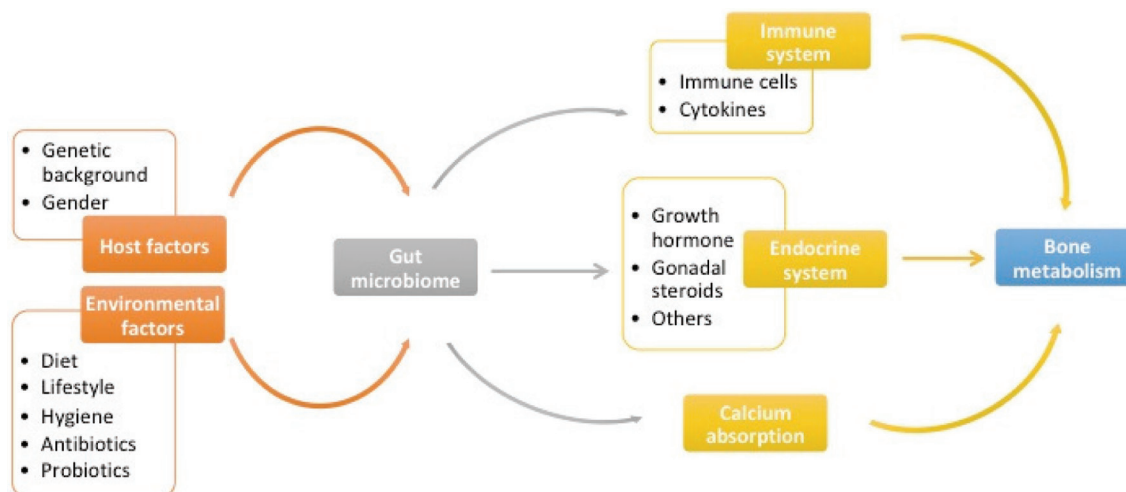 • Genetic
background
• Gender
Host factors
Environmental
factors
• Diet
• Lifestyle
• Hygiene
• Antibiotics
• Probiotics
Gut
microbiome
Immune
system
• Immune cells
• Cytokines
• Growth
hormone
• Gonadal
steroids
• Others
Endocrine
system
Calcium
absorption
Bone
metabolism